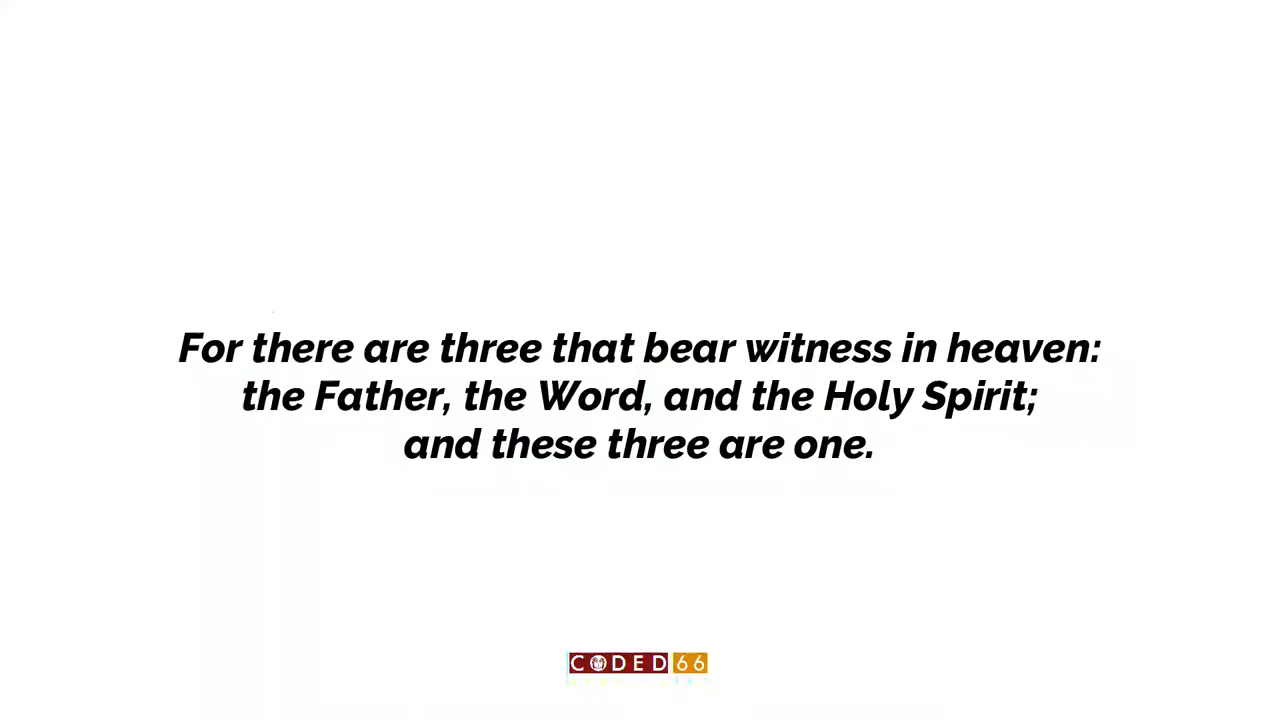 For there are three that bear witness in heaven:
the Father, the Word, and the Holy Spirit;
and these three are one.
CODED 66